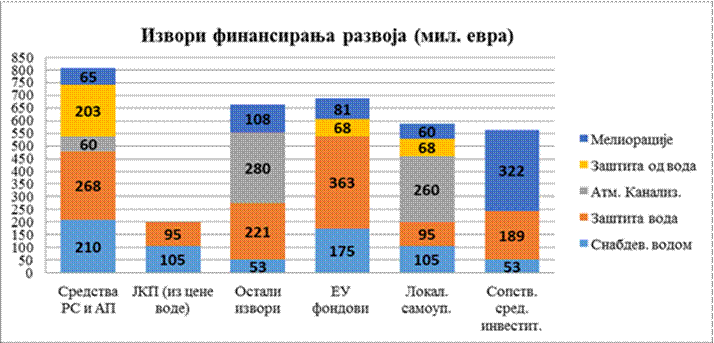 Извори финансирања развоја (мил. евра)
850
800
750
700
650
600
550
500
450
400
350
300
250
200
150
100
50
0
65
203
60
268
210
95
105
108
280
221
53
81
68
363
175
60
68
260
95
105
322
189
53
Средства
РС и АП
ЈКП (из цене
воде)
Остали
извори
ЕУ
фондови
Локал.
самоуп.
Сопств.
сред.
инвестит.
Мелиорације
Заштита од вода
Атм. Канализ.
Заштита вода
Снабдев. водом